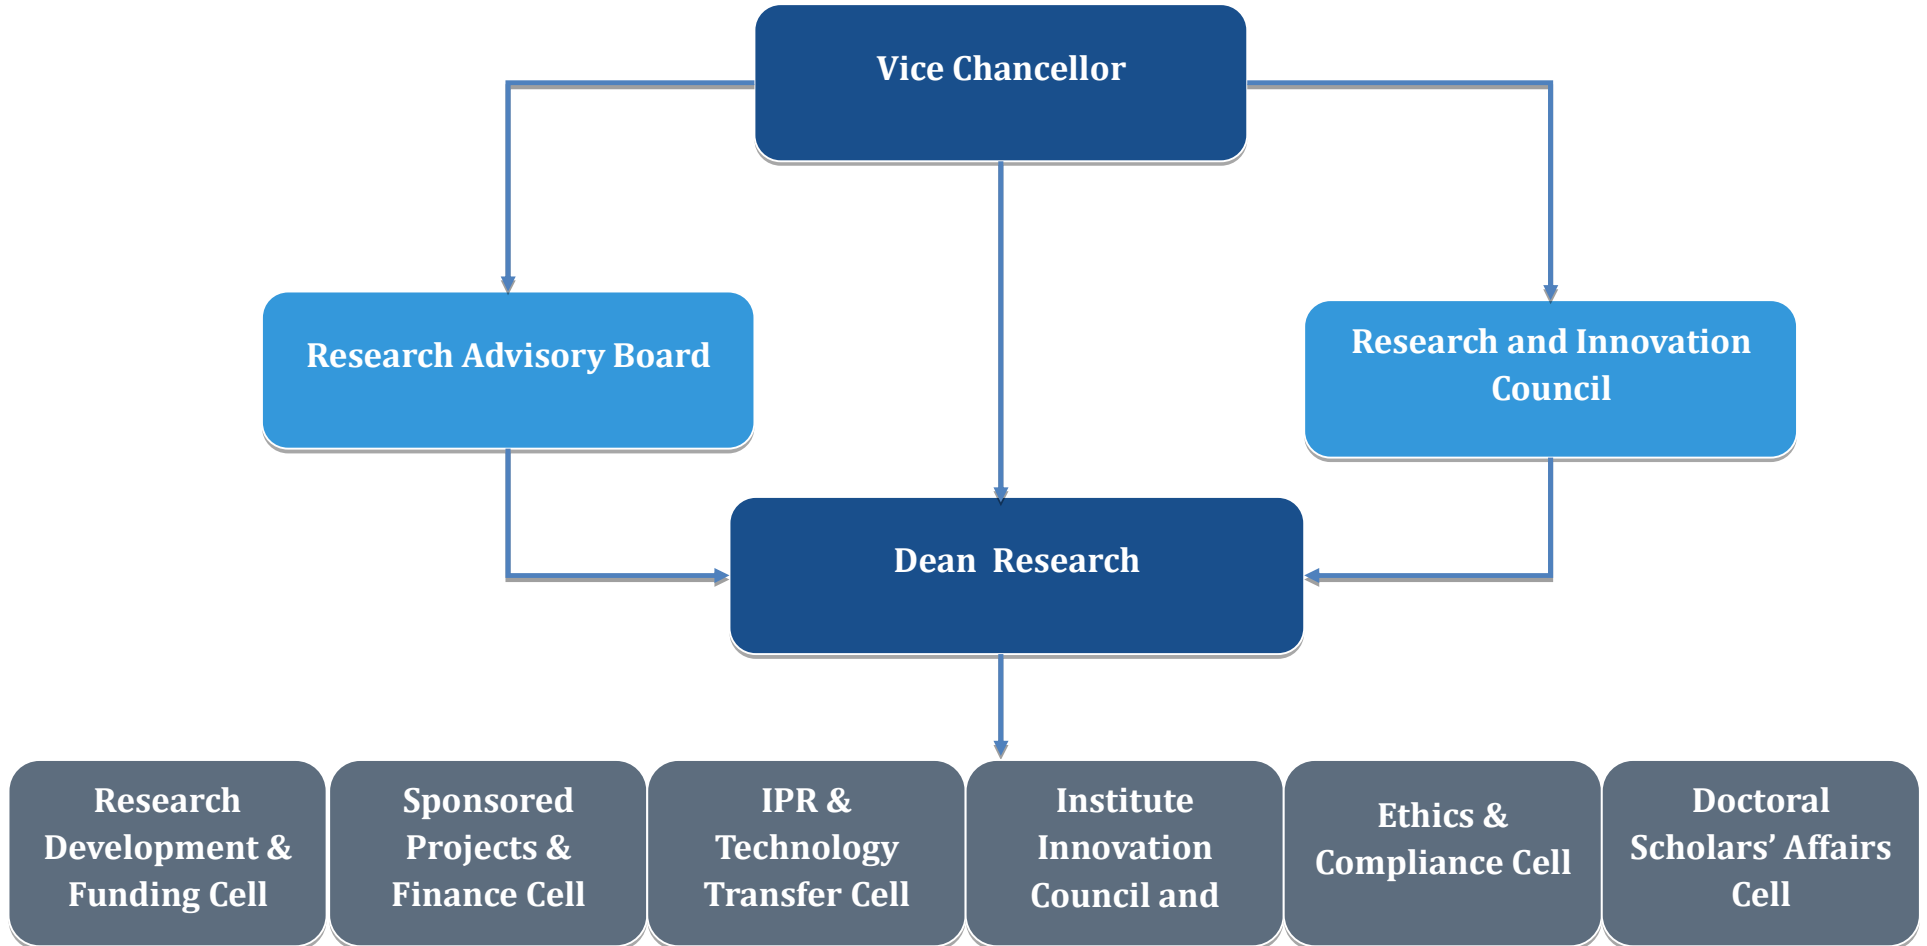 Vice Chancellor
Research Advisory Board
Research and Innovation
Council
Dean  Research
Research
Development &
Funding Cell
Sponsored
Projects &
Finance Cell
IPR &
Technology
Transfer Cell
Institute
Innovation
Council and
Ethics &
Compliance Cell
Doctoral
Scholars’ Affairs
Cell